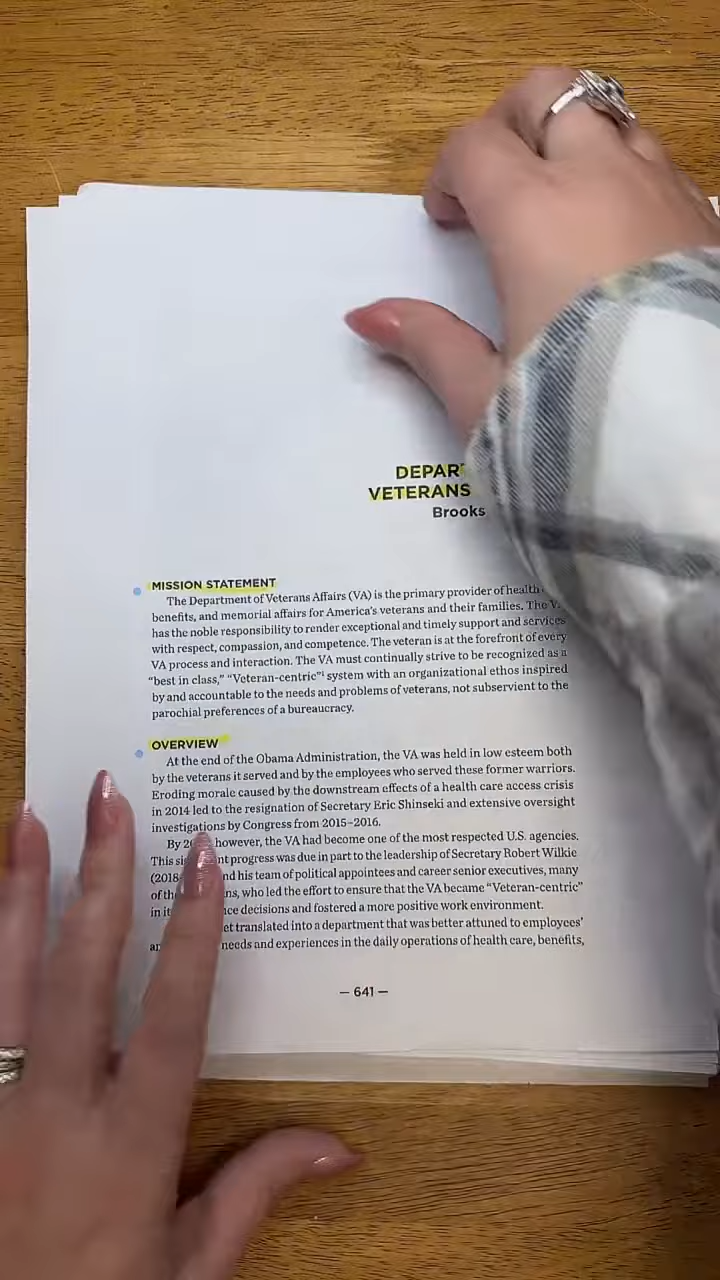 DEPAR
VETERANS
Brooks
MISSION STATEMENT
The Department of Veterans Affairs (VA) is the primary provider of health
benefits, and memorial affairs for America's veterans and their families. The V
has the noble responsibility to render exceptional and timely support and services
with respect, compassion, and competence. The veteran is at the forefront of every
VA process and interaction. The VA must continually strive to be recognized as a
"best in class," "Veteran-centric"¹ system with an organizational ethos inspired
by and accountable to the needs and problems of veterans, not subservient to the
parochial preferences of a bureaucracy.
OVERVIEW
At the end of the Obama Administration, the VA was held in low esteem both
by the veterans it served and by the employees who served these former warriors.
Eroding morale caused by the downstream effects of a health care access crisis
in 2014 led to the resignation of Secretary Eric Shinseki and extensive oversight
investigations by Congress from 2015–2016.
By 2 however, the VA had become one of the most respected U.S. agencies.
This si nt progress was due in part to the leadership of Secretary Robert Wilkie
(2018- nd his team of political appointees and career senior executives, many
of th ns, who led the effort to ensure that the VA became "Veteran-centric"
in it ce decisions and fostered a more positive work environment.
et translated into a department that was better attuned to employees'
an needs and experiences in the daily operations of health care, benefits,
— 641 —